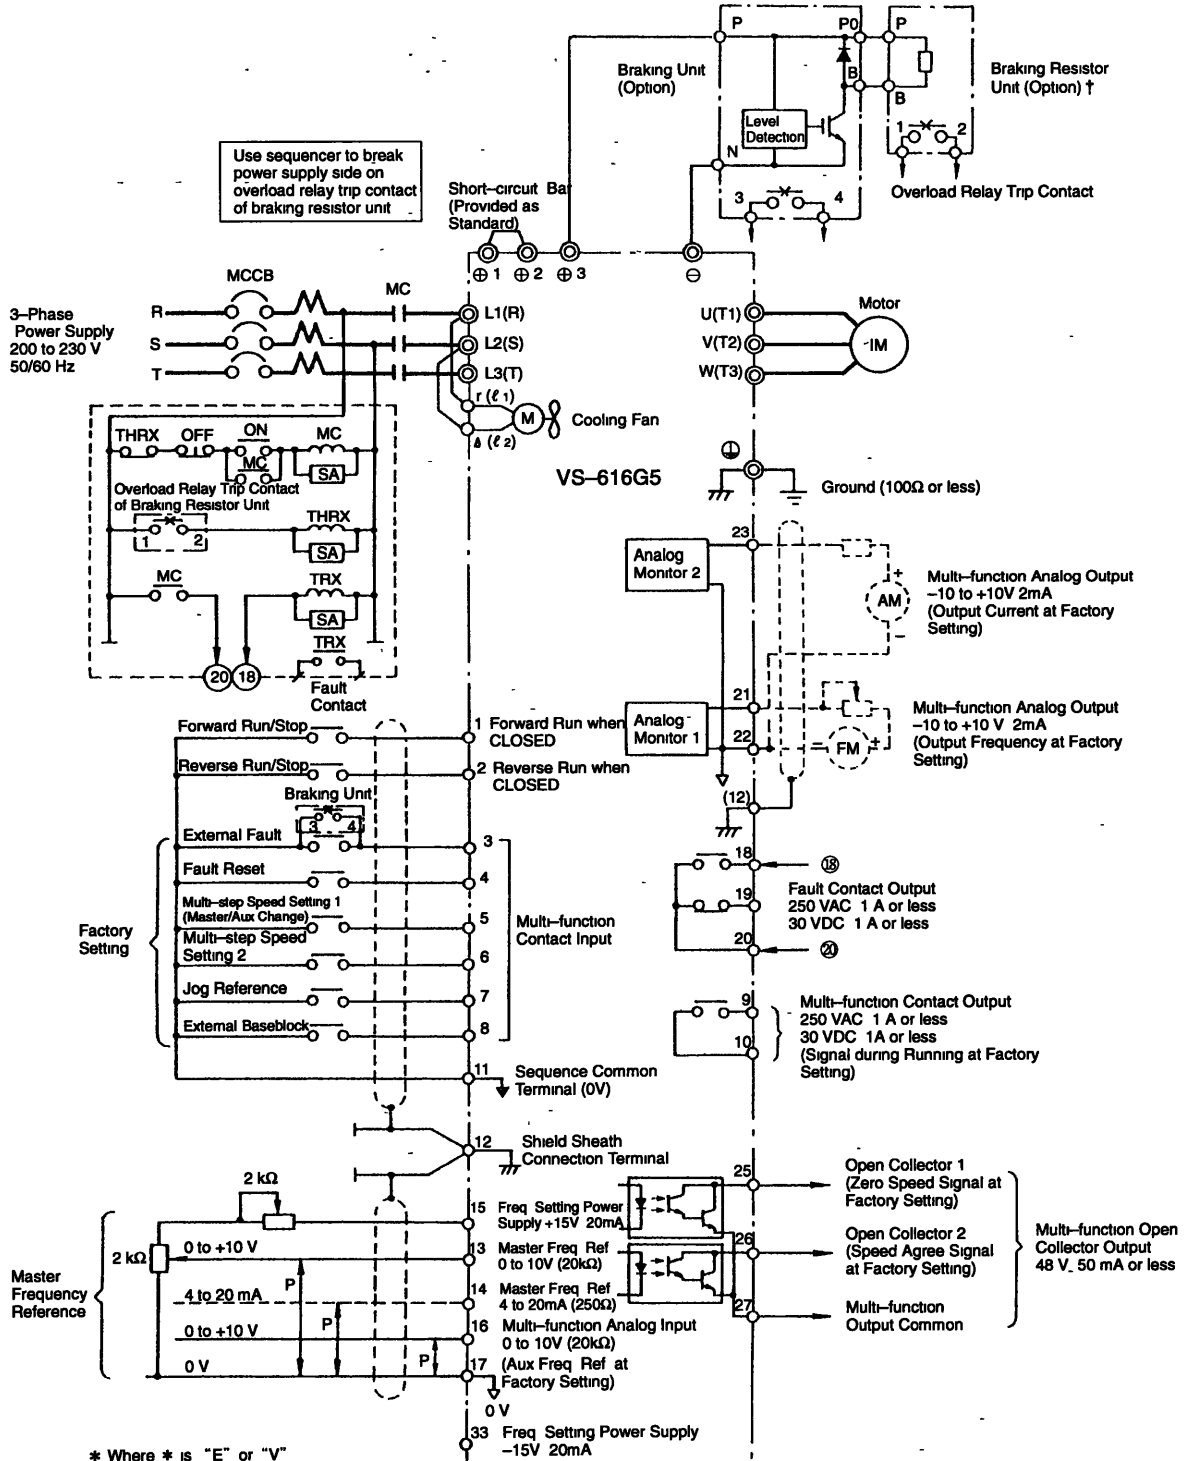 P
P0
P
Braking Unit
(Option)
B
B
Braking Resistor
Unit (Option) †
Level
Detection
1
2
N
Overload Relay Trip Contact
3
4
Use sequencer to break
power supply side on
overload relay trip contact
of braking resistor unit
Short–circuit Bar
(Provided as
Standard)
⊕ 1
⊕ 2
⊕ 3
⊖
MCCB
MC
3–Phase
Power Supply
200 to 230 V
50/60 Hz
R
S
T
L1(R)
L2(S)
L3(T)
r (ℓ 1)
(ℓ 2)
M
Cooling Fan
U(T1)
V(T2)
W(T3)
Motor
IM
VS–616G5
Ground (100Ω or less)
THRX
OFF
ON
MC
MC
SA
Overload Relay Trip Contact
of Braking Resistor Unit
1
2
THRX
SA
MC
TRX
SA
TRX
20
18
Fault
Contact
Analog
Monitor 2
23
+
AM
–
Multi–function Analog Output
–10 to +10V 2mA
(Output Current at Factory
Setting)
Analog
Monitor 1
21
22
–
FM
+
Multi–function Analog Output
–10 to +10 V 2mA
(Output Frequency at Factory
Setting)
(12)
Forward Run/Stop
1 Forward Run when
CLOSED
Reverse Run/Stop
2 Reverse Run when
CLOSED
Braking Unit
3
4
External Fault
3
Fault Reset
4
Multi–step Speed Setting 1
(Master/Aux Change)
5
Multi–step Speed
Setting 2
6
Jog Reference
7
External Baseblock
8
Factory
Setting
Multi–function
Contact Input
11
Sequence Common
Terminal (0V)
18
⑱
19
Fault Contact Output
250 VAC 1 A or less
30 VDC 1 A or less
20
⑳
9
10
Multi–function Contact Output
250 VAC 1 A or less
30 VDC 1A or less
(Signal during Running at Factory
Setting)
12
Shield Sheath
Connection Terminal
2 kΩ
2 kΩ
15
Freq Setting Power
Supply +15V 20mA
0 to +10 V
13
Master Freq Ref
0 to 10V (20kΩ)
P
4 to 20 mA
14
Master Freq Ref
4 to 20mA (250Ω)
P
0 to +10 V
16
Multi–function Analog Input
0 to 10V (20kΩ)
P
0 V
17
(Aux Freq Ref at
Factory Setting)
0 V
Master
Frequency
Reference
33
Freq Setting Power Supply
–15V 20mA
25
Open Collector 1
(Zero Speed Signal at
Factory Setting)
26
Open Collector 2
(Speed Agree Signal
at Factory Setting)
27
Multi–function
Output Common
Multi–function Open
Collector Output
48 V 50 mA or less
∗ Where ∗ is "E" or "V"